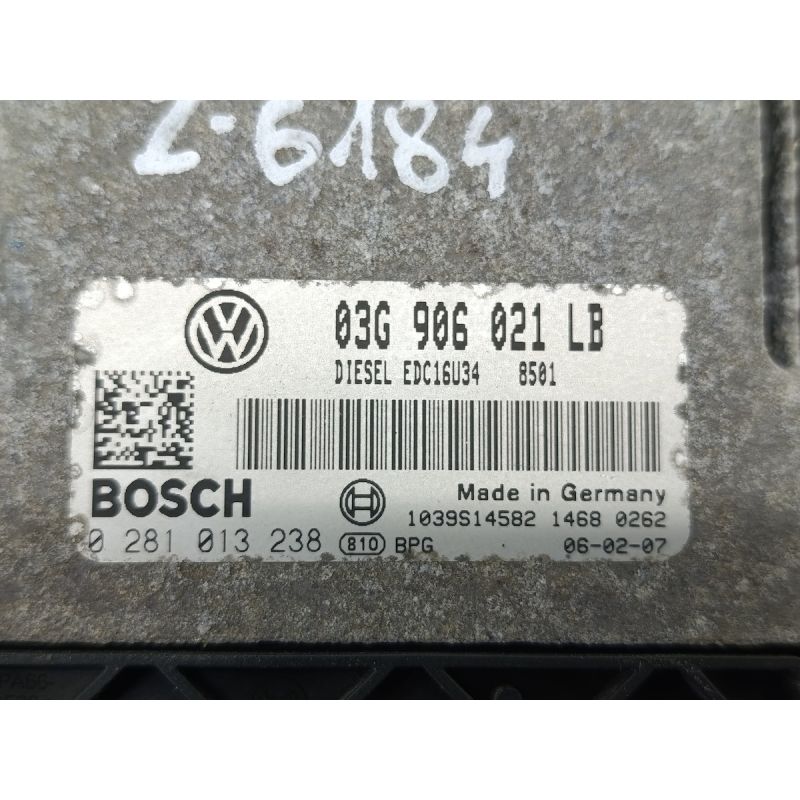 2-6184
03G 906 021 LB
DIESEL EDC16U34 8501
BOSCH
Made in Germany
1039S14582 1468 0262
0 281 013 238 810 BPG 06-02-07